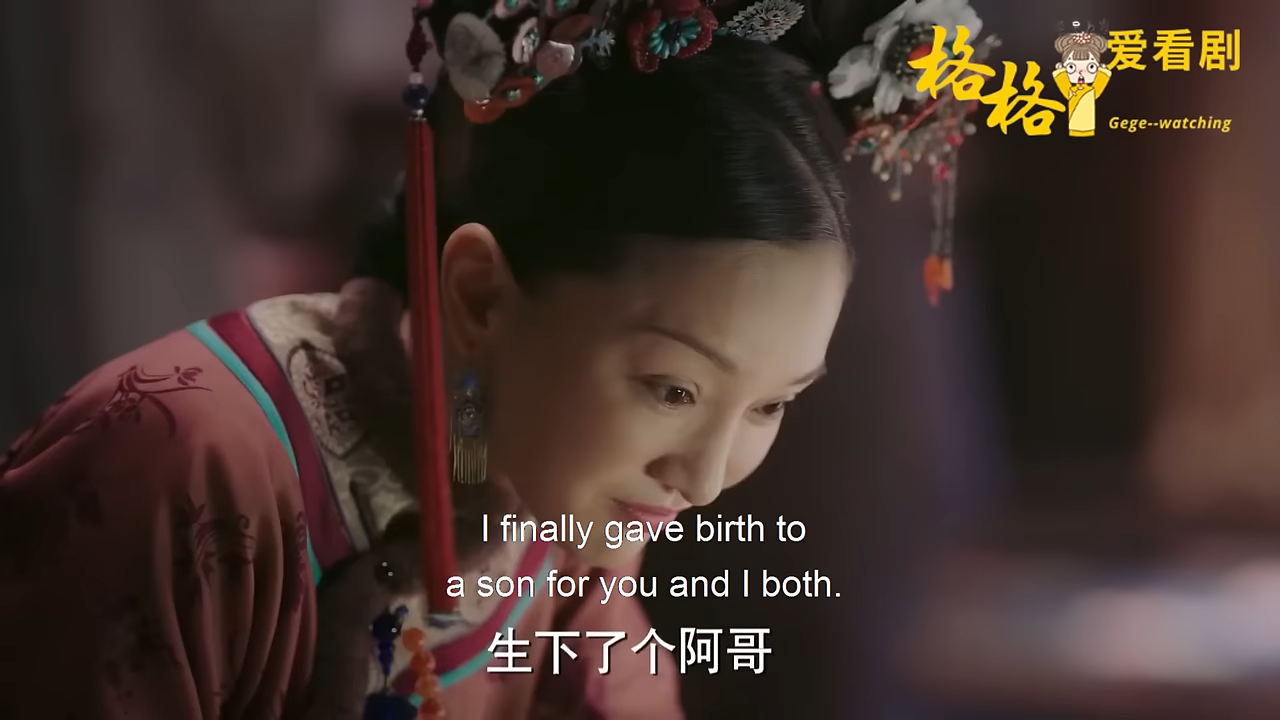 格格爱看剧
Gege--watching
I finally gave birth to
a son for you and I both.
生下了个阿哥